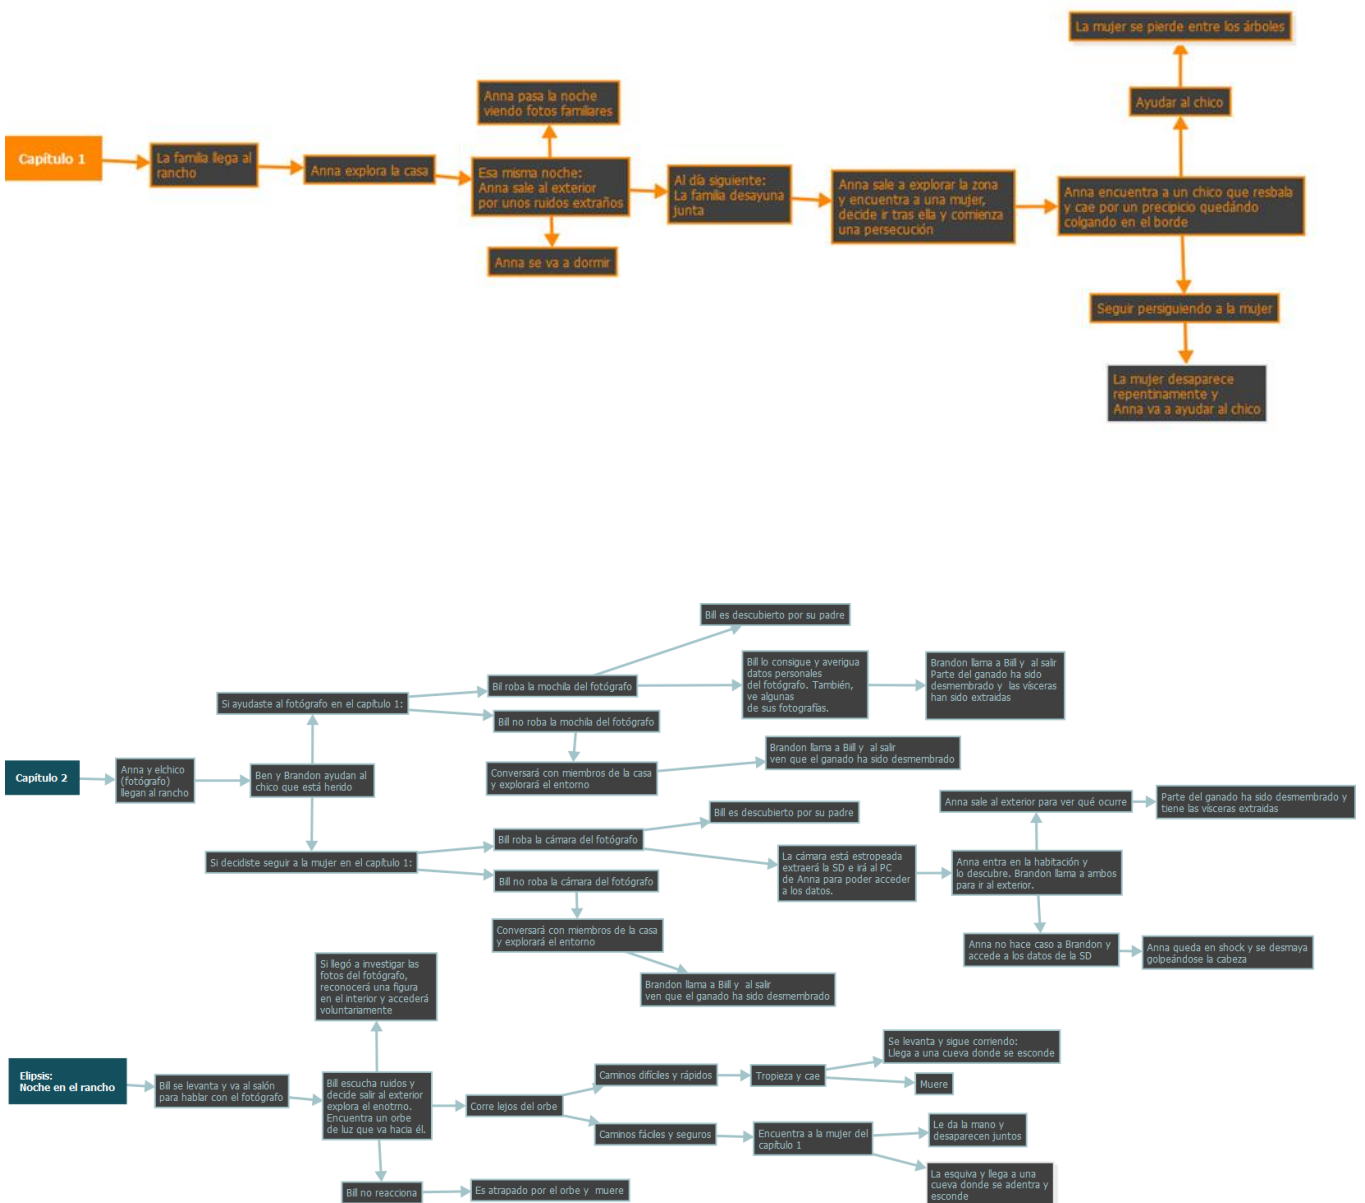 La mujer se pierde entre los árboles
Ayudar al chico
Anna pasa la noche
viendo fotos familiares
Capítulo 1
La familia llega al
rancho
Anna explora la casa
Esa misma noche:
Anna sale al exterior
por unos ruidos extraños
Al día siguiente:
La familia desayuna
junta
Anna sale a explorar la zona
y encuentra a una mujer,
decide ir tras ella y comienza
una persecución
Anna encuentra a un chico que resbala
y cae por un precipicio quedándo
colgando en el borde
Anna se va a dormir
Seguir persiguiendo a la mujer
La mujer desaparece
repentinamente y
Anna va a ayudar al chico
Bill es descubierto por su padre
Si ayudaste al fotógrafo en el capítulo 1:
Bil roba la mochila del fotógrafo
Bill lo consigue y averigua
datos personales
del fotógrafo. También,
ve algunas
de sus fotografías.
Brandon llama a Biill y al salir
Parte del ganado ha sido
desmembrado y las vísceras
han sido extraidas
Bill no roba la mochila del fotógrafo
Conversará con miembros de la casa
y explorará el entorno
Brandon llama a Biill y al salir
ven que el ganado ha sido desmembrado
Capítulo 2
Anna y elchico
(fotógrafo)
llegan al rancho
Ben y Brandon ayudan al
chico que está herido
Si decidiste seguir a la mujer en el capítulo 1:
Bill roba la cámara del fotógrafo
Bill es descubierto por su padre
La cámara está estropeada
extraerá la SD e irá al PC
de Anna para poder acceder
a los datos.
Anna entra en la habitación y
lo descubre. Brandon llama a ambos
para ir al exterior.
Anna sale al exterior para ver qué ocurre
Parte del ganado ha sido desmembrado y
tiene las vísceras extraidas
Anna no hace caso a Brandon y
accede a los datos de la SD
Anna queda en shock y se desmaya
golpeándose la cabeza
Bill no roba la cámara del fotógrafo
Conversará con miembros de la casa
y explorará el entorno
Brandon llama a Biill y al salir
ven que el ganado ha sido desmembrado
Si llegó a investigar las
fotos del fotógrafo,
reconocerá una figura
en el interior y accederá
voluntariamente
Elipsis:
Noche en el rancho
Bill se levanta y va al salón
para hablar con el fotógrafo
Bill escucha ruidos y
decide salir al exterior
explora el enotrno.
Encuentra un orbe
de luz que va hacia él.
Corre lejos del orbe
Caminos difíciles y rápidos
Tropieza y cae
Se levanta y sigue corriendo:
Llega a una cueva donde se esconde
Muere
Caminos fáciles y seguros
Encuentra a la mujer del
capítulo 1
Le da la mano y
desaparecen juntos
La esquiva y llega a una
cueva donde se adentra y
esconde
Bill no reacciona
Es atrapado por el orbe y muere